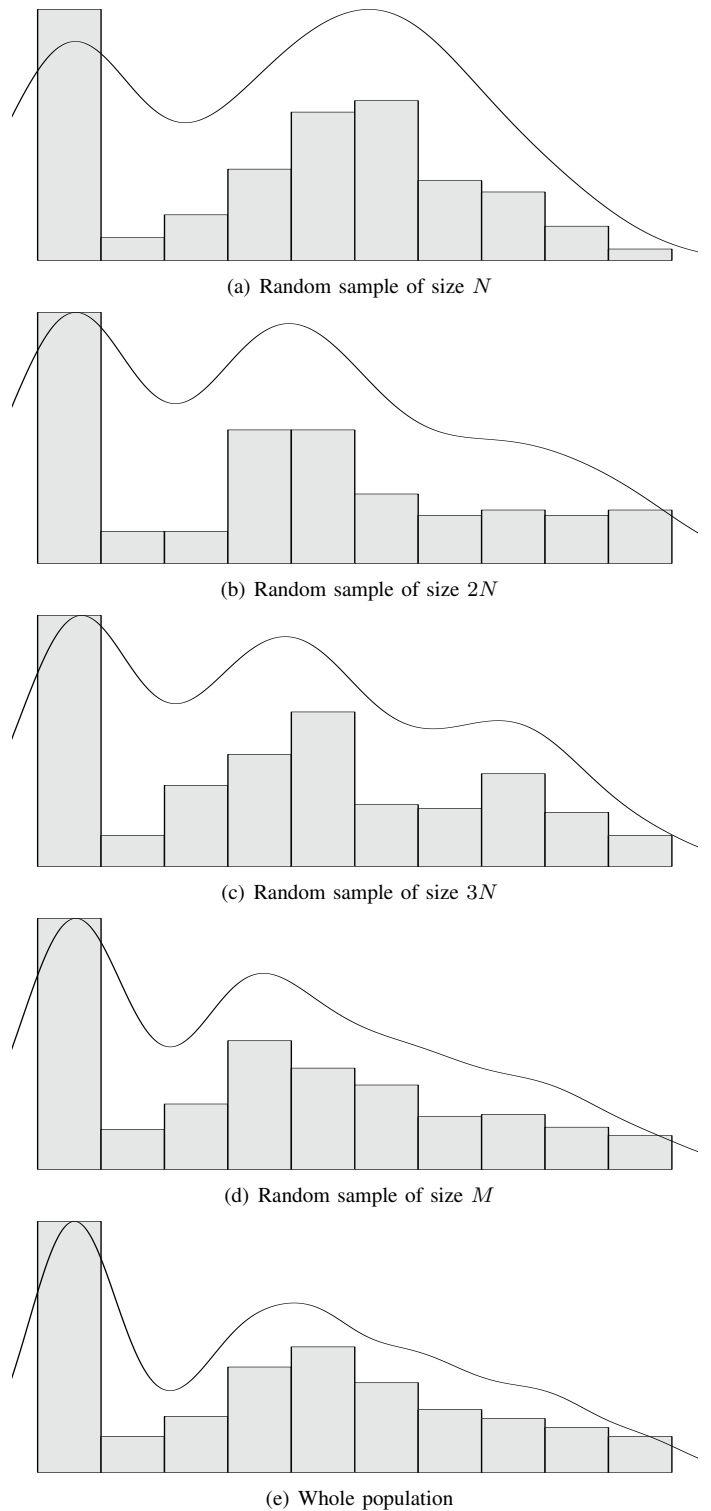 (a) Random sample of size N
(b) Random sample of size 2N
(c) Random sample of size 3N
(d) Random sample of size M
(e) Whole population